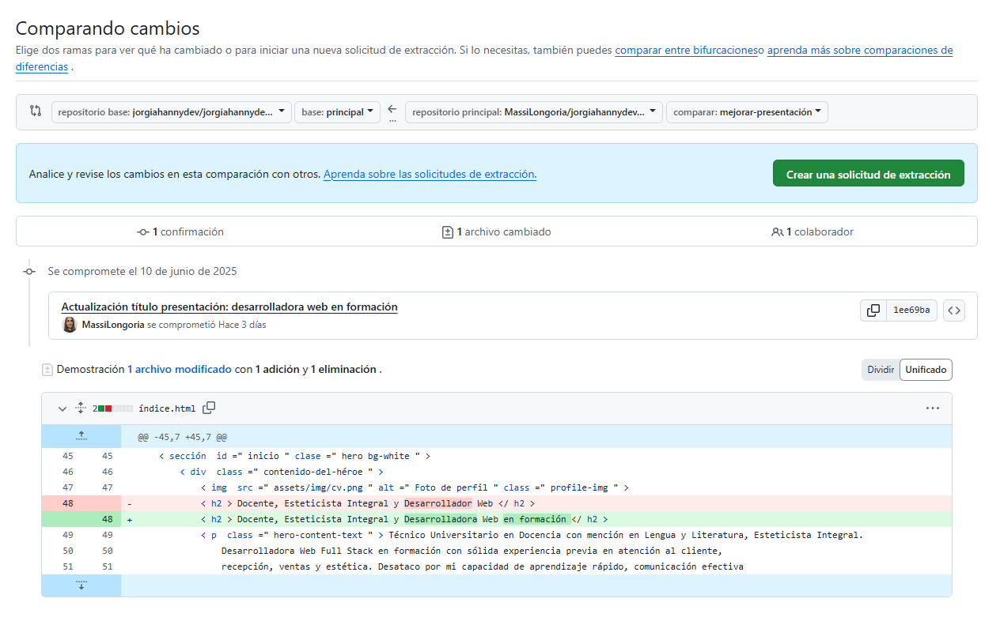 Comparando cambios
Elige dos ramas para ver qué ha cambiado o para iniciar una nueva solicitud de extracción. Si lo necesitas, también puedes comparar entre bifurcacioneso aprenda más sobre comparaciones de
diferencias .
repositorio base: jorgiahannydev/jorgiahannyde... base: principal ← ... repositorio principal: MassiLongoria/jorgiahannydev... comparar: mejorar-presentación
Analice y revise los cambios en esta comparación con otros. Aprenda sobre las solicitudes de extracción. Crear una solicitud de extracción
1 confirmación 1 archivo cambiado 1 colaborador
Se compromete el 10 de junio de 2025
Actualización título presentación: desarrolladora web en formación
MassiLongoria se comprometió Hace 3 días 1ee69ba <>
Demostración 1 archivo modificado con 1 adición y 1 eliminación . Dividir Unificado
2 índice.html ...
@@ -45,7 +45,7 @@
45 45 < sección id =" inicio " clase =" hero bg-white " >
46 46 < div class =" contenido-del-héroe " >
47 47 < img src =" assets/img/cv.png " alt =" Foto de perfil " class =" profile-img " >
48 - < h2 > Docente, Esteticista Integral y Desarrollador Web </ h2 >
48 + < h2 > Docente, Esteticista Integral y Desarrolladora Web en formación </ h2 >
49 49 < p class =" hero-content-text " > Técnico Universitario en Docencia con mención en Lengua y Literatura, Esteticista Integral.
50 50 Desarrolladora Web Full Stack en formación con sólida experiencia previa en atención al cliente,
51 51 recepción, ventas y estética. Desataco por mi capacidad de aprendizaje rápido, comunicación efectiva